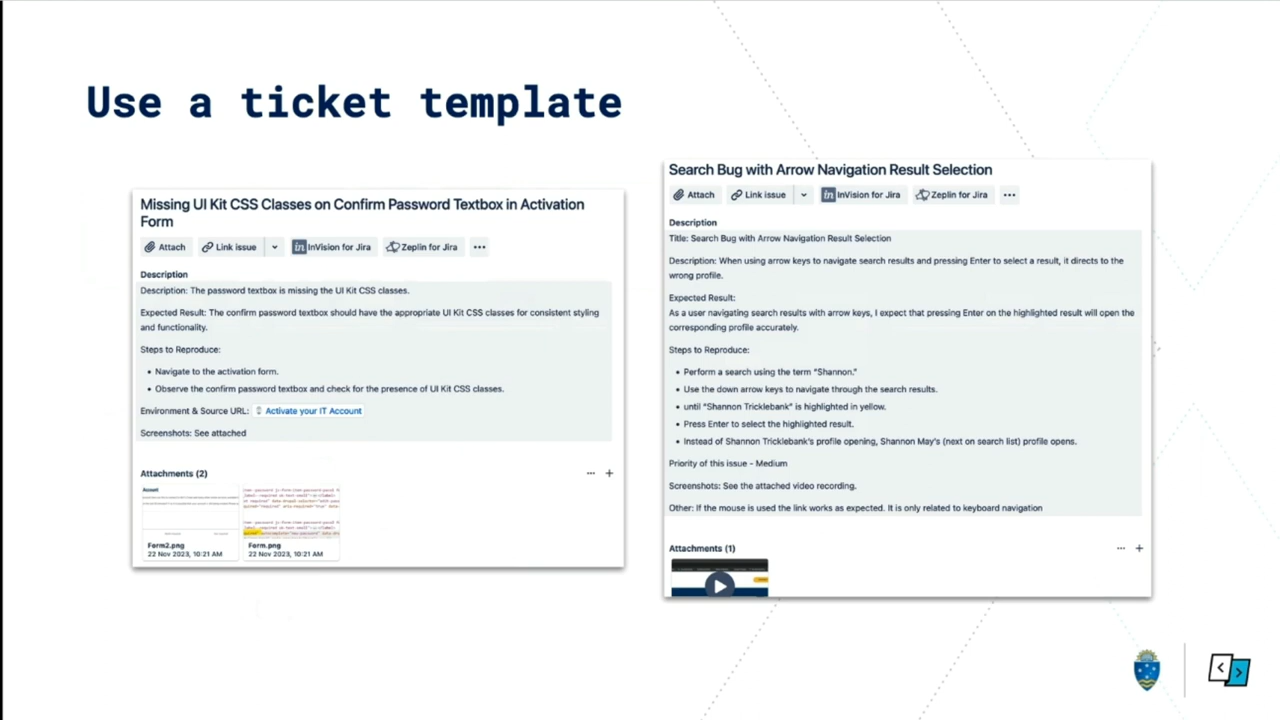 Use a ticket template
Missing UI Kit CSS Classes on Confirm Password Textbox in Activation
Form
Attach
Link issue
InVision for Jira
Zeplin for Jira
Description
Description: The password textbox is missing the UI Kit CSS classes.
Expected Result: The confirm password textbox should have the appropriate UI Kit CSS classes for consistent styling
and functionality.
Steps to Reproduce:
• Navigate to the activation form.
• Observe the confirm password textbox and check for the presence of UI Kit CSS classes.
Environment & Source URL: Activate your IT Account
Screenshots: See attached
Attachments (2)
Form2.png
22 Nov 2023, 10:21 AM
Form.png
22 Nov 2023, 10:21 AM
Search Bug with Arrow Navigation Result Selection
Attach
Link issue
InVision for Jira
Zeplin for Jira
Description
Title: Search Bug with Arrow Navigation Result Selection
Description: When using arrow keys to navigate search results and pressing Enter to select a result, it directs to the
wrong profile.
Expected Result:
As a user navigating search results with arrow keys, I expect that pressing Enter on the highlighted result will open the
corresponding profile accurately.
Steps to Reproduce:
• Perform a search using the term “Shannon.”
• Use the down arrow keys to navigate through the search results.
• until “Shannon Tricklebank” is highlighted in yellow.
• Press Enter to select the highlighted result.
• Instead of Shannon Tricklebank's profile opening, Shannon May's (next on search list) profile opens.
Priority of this issue - Medium
Screenshots: See the attached video recording.
Other: If the mouse is used the link works as expected. It is only related to keyboard navigation
Attachments (1)